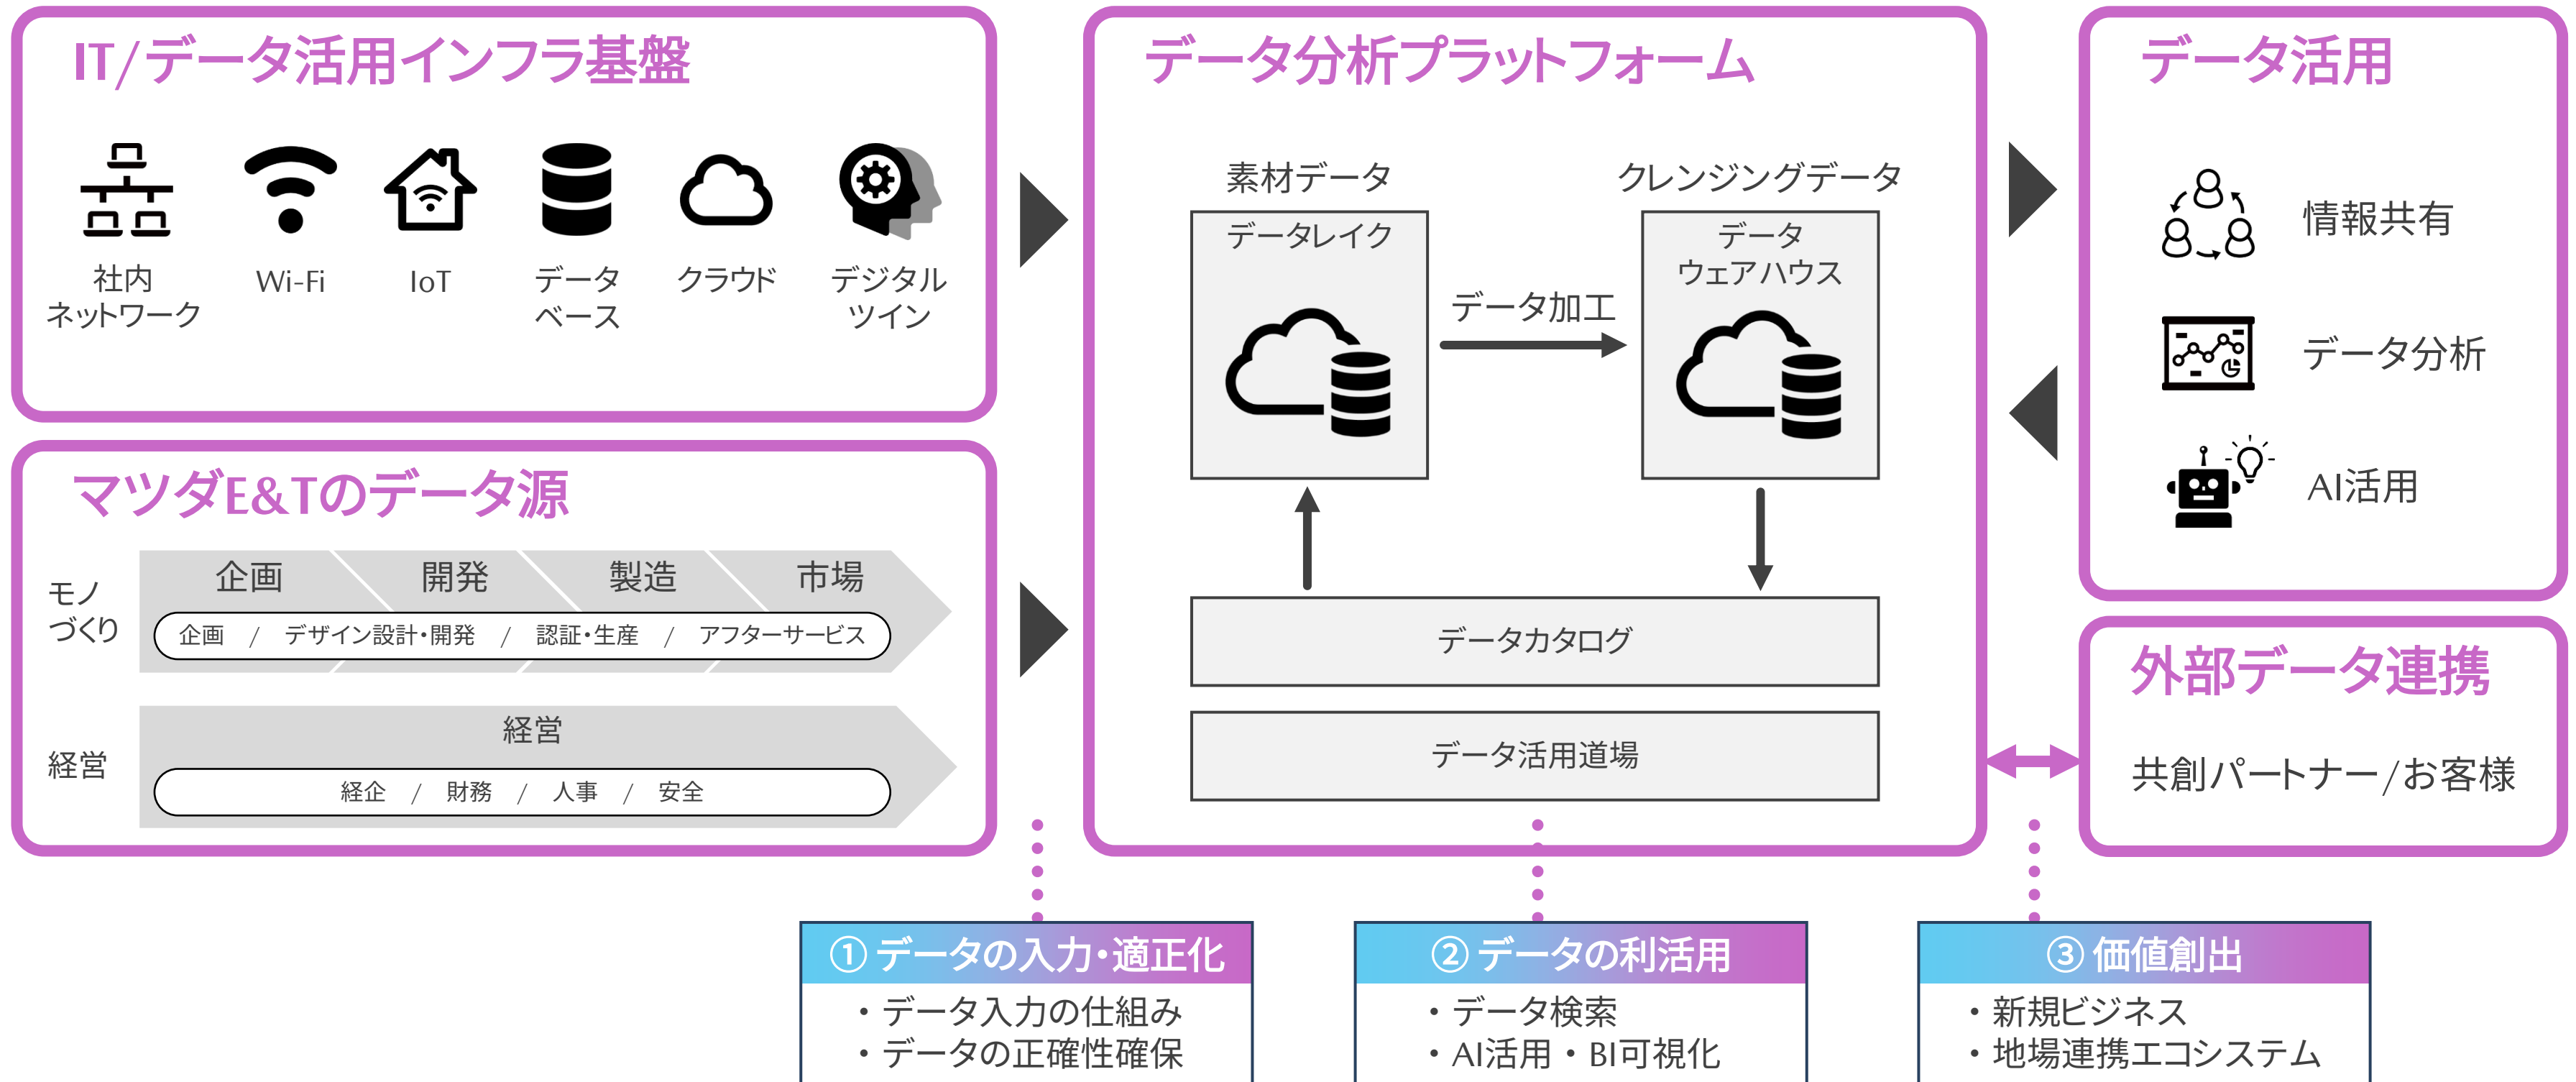 IT/データ活用インフラ基盤
社内
ネットワーク
Wi-Fi
IoT
データ
ベース
クラウド
デジタル
ツイン
マツダE&Tのデータ源
モノ
づくり
企画
開発
製造
市場
企画 / デザイン設計・開発 / 認証・生産 / アフターサービス
経営
経営
経企 / 財務 / 人事 / 安全
データ分析プラットフォーム
素材データ
データレイク
データ加工
クレンジングデータ
データ
ウェアハウス
データカタログ
データ活用道場
データ活用
情報共有
データ分析
AI活用
外部データ連携
共創パートナー/お客様
① データの入力・適正化
・データ入力の仕組み
・データの正確性確保
② データの利活用
・データ検索
・AI活用・BI可視化
③ 価値創出
・新規ビジネス
・地場連携エコシステム